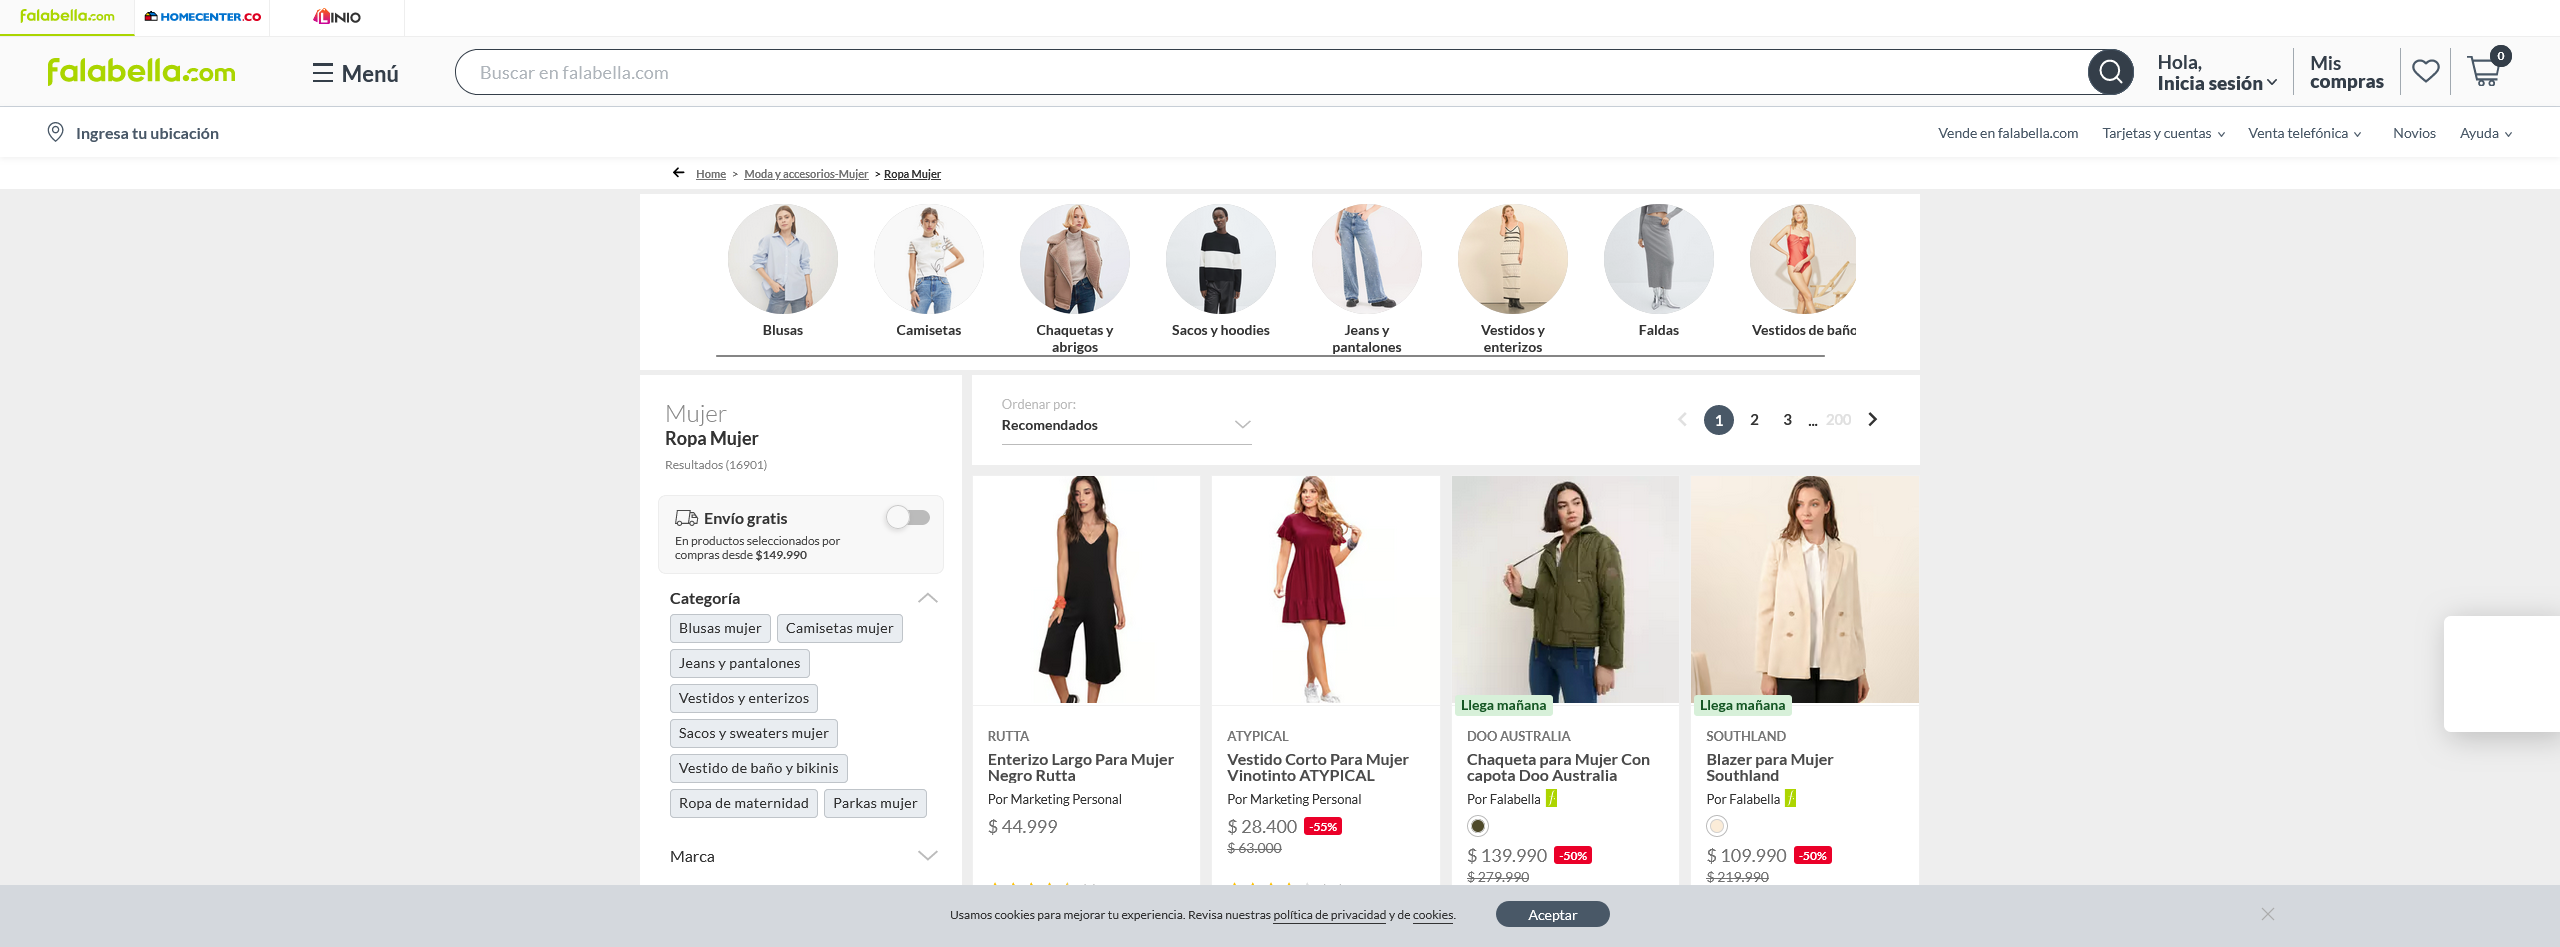 falabella.com
HOMECENTER.CO
LINIO
falabella.com
Menú
Buscar en falabella.com
Hola,
Inicia sesión
Mis
compras
0
Ingresa tu ubicación
Vende en falabella.com
Tarjetas y cuentas
Venta telefónica
Novios
Ayuda
Home > Moda y accesorios-Mujer > Ropa Mujer
Blusas
Camisetas
Chaquetas y
abrigos
Sacos y hoodies
Jeans y
pantalones
Vestidos y
enterizos
Faldas
Vestidos de baño
Mujer
Ropa Mujer
Resultados (16901)
Envío gratis
En productos seleccionados por
compras desde $149.990
Categoría
Blusas mujer
Camisetas mujer
Jeans y pantalones
Vestidos y enterizos
Sacos y sweaters mujer
Vestido de baño y bikinis
Ropa de maternidad
Parkas mujer
Marca
Ordenar por:
Recomendados
1 2 3 ... 200
RUTTA
Enterizo Largo Para Mujer
Negro Rutta
Por Marketing Personal
$ 44.999
ATYPICAL
Vestido Corto Para Mujer
Vinotinto ATYPICAL
Por Marketing Personal
$ 28.400 -55%
$ 63.000
Llega mañana
DOO AUSTRALIA
Chaqueta para Mujer Con
capota Doo Australia
Por Falabella
$ 139.990 -50%
$ 279.990
Llega mañana
SOUTHLAND
Blazer para Mujer
Southland
Por Falabella
$ 109.990 -50%
$ 219.990
Usamos cookies para mejorar tu experiencia. Revisa nuestras política de privacidad y de cookies.
Aceptar